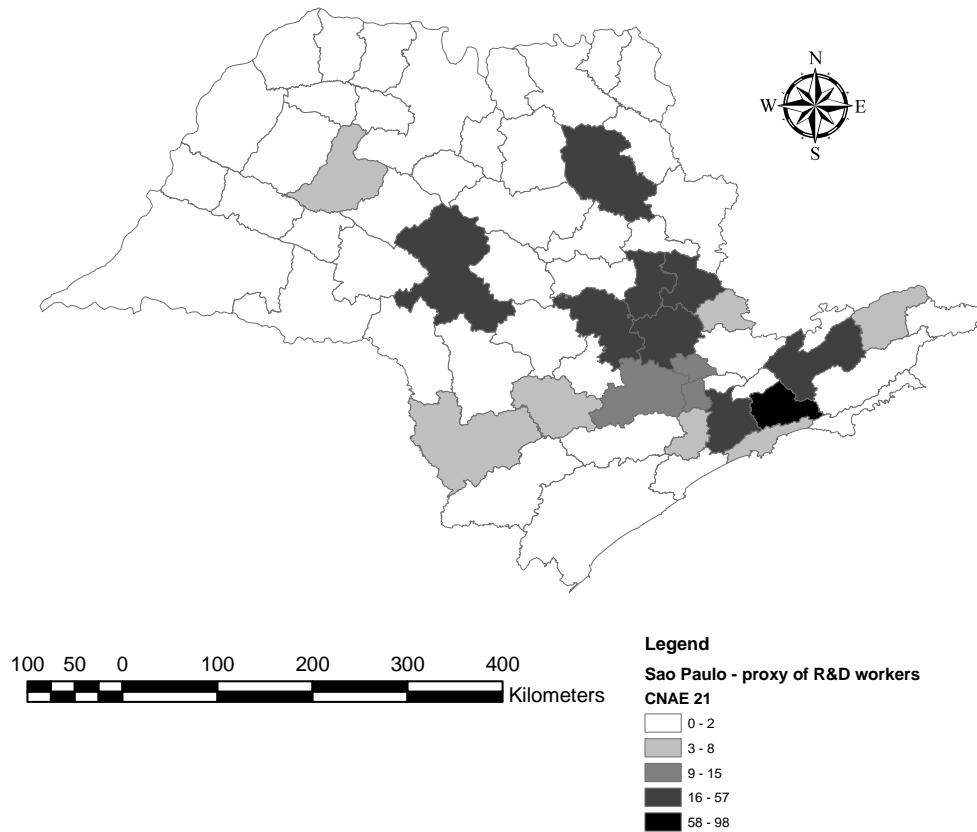 N
W E
S
100 50 0 100 200 300 400
Kilometers
Legend
Sao Paulo - proxy of R&D workers
CNAE 21
0 - 2
3 - 8
9 - 15
16 - 57
58 - 98